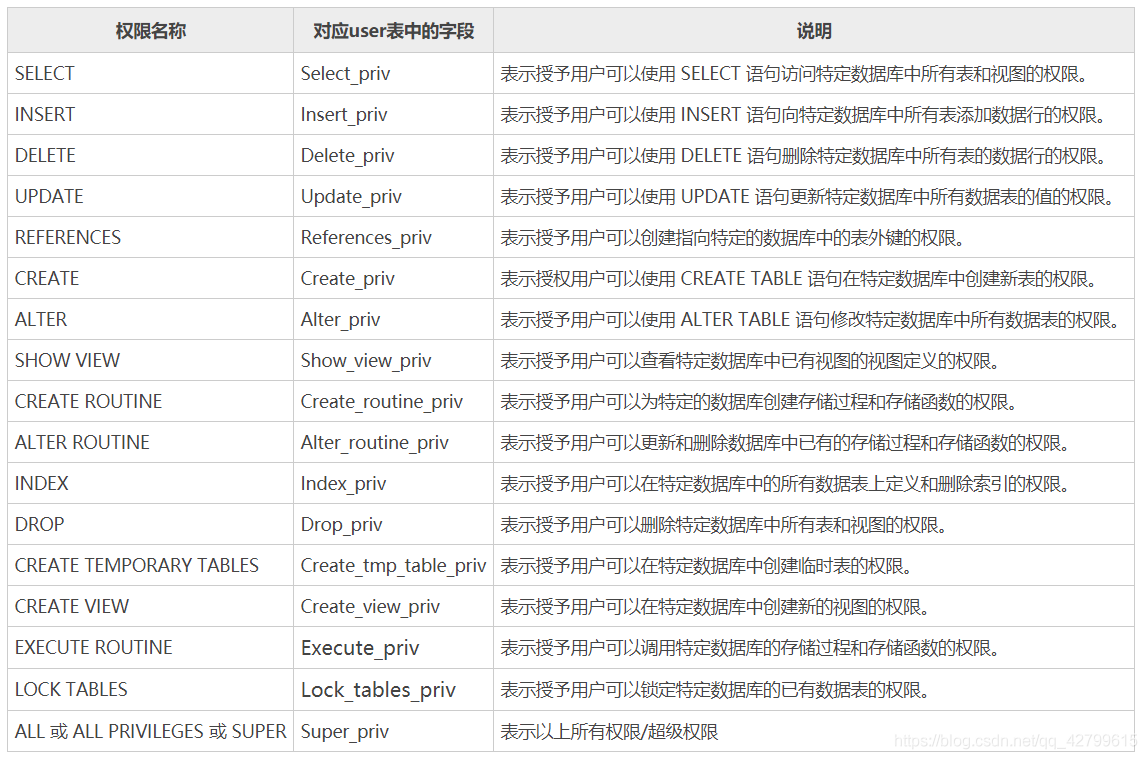 权限名称 对应user表中的字段 说明
SELECT Select_priv 表示授予用户可以使用 SELECT 语句访问特定数据库中所有表和视图的权限。
INSERT Insert_priv 表示授予用户可以使用 INSERT 语句向特定数据库中所有表添加数据行的权限。
DELETE Delete_priv 表示授予用户可以使用 DELETE 语句删除特定数据库中所有表的数据行的权限。
UPDATE Update_priv 表示授予用户可以使用 UPDATE 语句更新特定数据库中所有数据表的值的权限。
REFERENCES References_priv 表示授予用户可以创建指向特定的数据库中的表外键的权限。
CREATE Create_priv 表示授权用户可以使用 CREATE TABLE 语句在特定数据库中创建新表的权限。
ALTER Alter_priv 表示授予用户可以使用 ALTER TABLE 语句修改特定数据库中所有数据表的权限。
SHOW VIEW Show_view_priv 表示授予用户可以查看特定数据库中已有视图的视图定义的权限。
CREATE ROUTINE Create_routine_priv 表示授予用户可以为特定的数据库创建存储过程和存储函数的权限。
ALTER ROUTINE Alter_routine_priv 表示授予用户可以更新和删除数据库中已有的存储过程和存储函数的权限。
INDEX Index_priv 表示授予用户可以在特定数据库中的所有数据表上定义和删除索引的权限。
DROP Drop_priv 表示授予用户可以删除特定数据库中所有表和视图的权限。
CREATE TEMPORARY TABLES Create_tmp_table_priv 表示授予用户可以在特定数据库中创建临时表的权限。
CREATE VIEW Create_view_priv 表示授予用户可以在特定数据库中创建新的视图的权限。
EXECUTE ROUTINE Execute_priv 表示授予用户可以调用特定数据库的存储过程和存储函数的权限。
LOCK TABLES Lock_tables_priv 表示授予用户可以锁定特定数据库的已有数据表的权限。
ALL 或 ALL PRIVILEGES 或 SUPER Super_priv 表示以上所有权限/超级权限
https://blog.csdn.net/qq_42799615